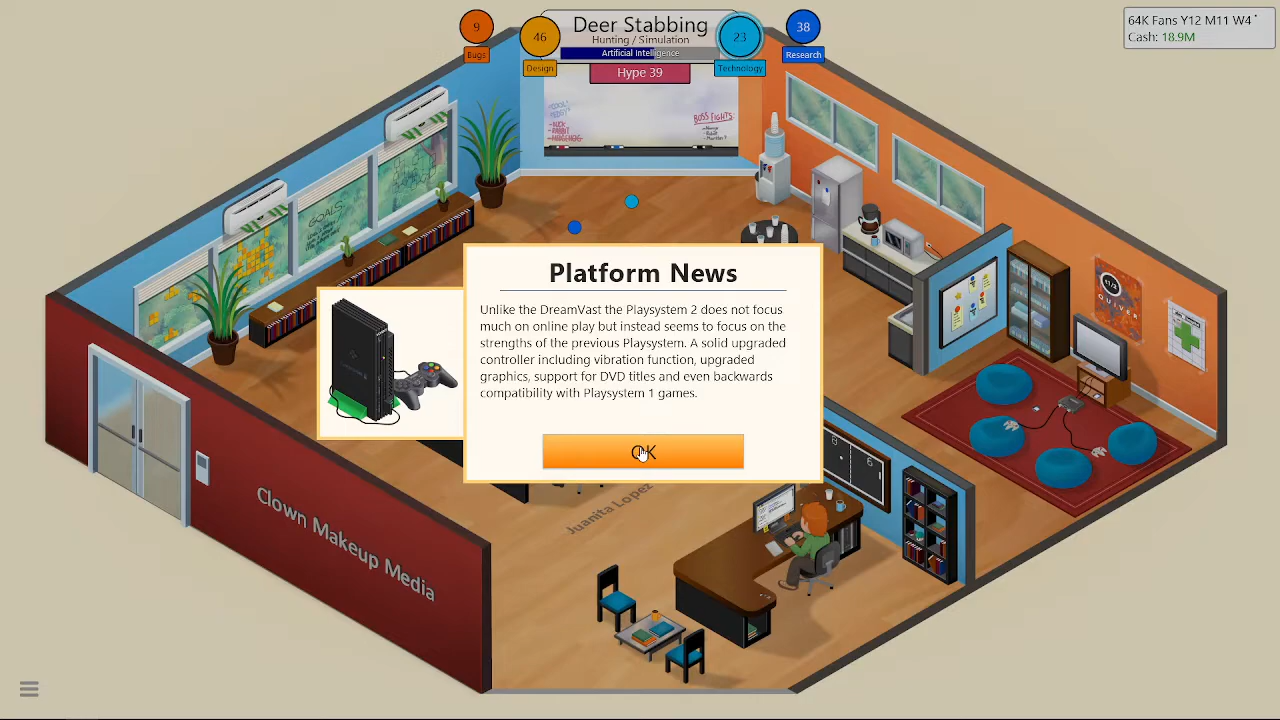 9
Bugs
46
Design
Deer Stabbing
Hunting / Simulation
Artificial Intelligence
Hype 39
23
Technology
38
Research
64K Fans Y12 M11 W4
Cash: 18.9M
BOSS FIGHTS:
GOALS:
QUIVER
Platform News
Unlike the DreamVast the Playsystem 2 does not focus
much on online play but instead seems to focus on the
strengths of the previous Playsystem. A solid upgraded
controller including vibration function, upgraded
graphics, support for DVD titles and even backwards
compatibility with Playsystem 1 games.
OK
Juanita Lopez
Clown Makeup Media